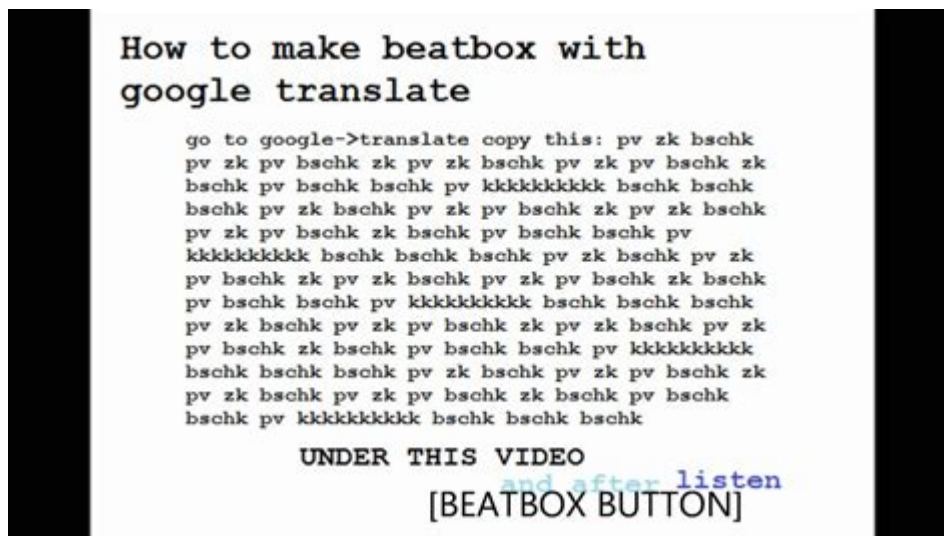 How to make beatbox with
google translate
go to google->translate copy this: pv zk bschk
pv zk pv bschk zk pv zk bschk pv zk pv bschk zk
bschk pv bschk bschk pv kkkkkkkkkk bschk bschk
bschk pv zk bschk pv zk pv bschk zk pv zk bschk
pv zk pv bschk zk bschk pv bschk bschk pv
kkkkkkkkkk bschk bschk bschk pv zk bschk pv zk
pv bschk zk pv zk bschk pv zk pv bschk zk bschk
pv bschk bschk pv kkkkkkkkkk bschk bschk bschk
pv zk bschk pv zk pv bschk zk pv zk bschk pv zk
pv bschk zk bschk pv bschk bschk pv kkkkkkkkkk
bschk bschk bschk pv zk bschk pv zk pv bschk zk
pv zk bschk pv zk pv bschk zk bschk pv bschk
bschk pv kkkkkkkkkk bschk bschk bschk
UNDER THIS VIDEO
and after listen
[BEATBOX BUTTON]